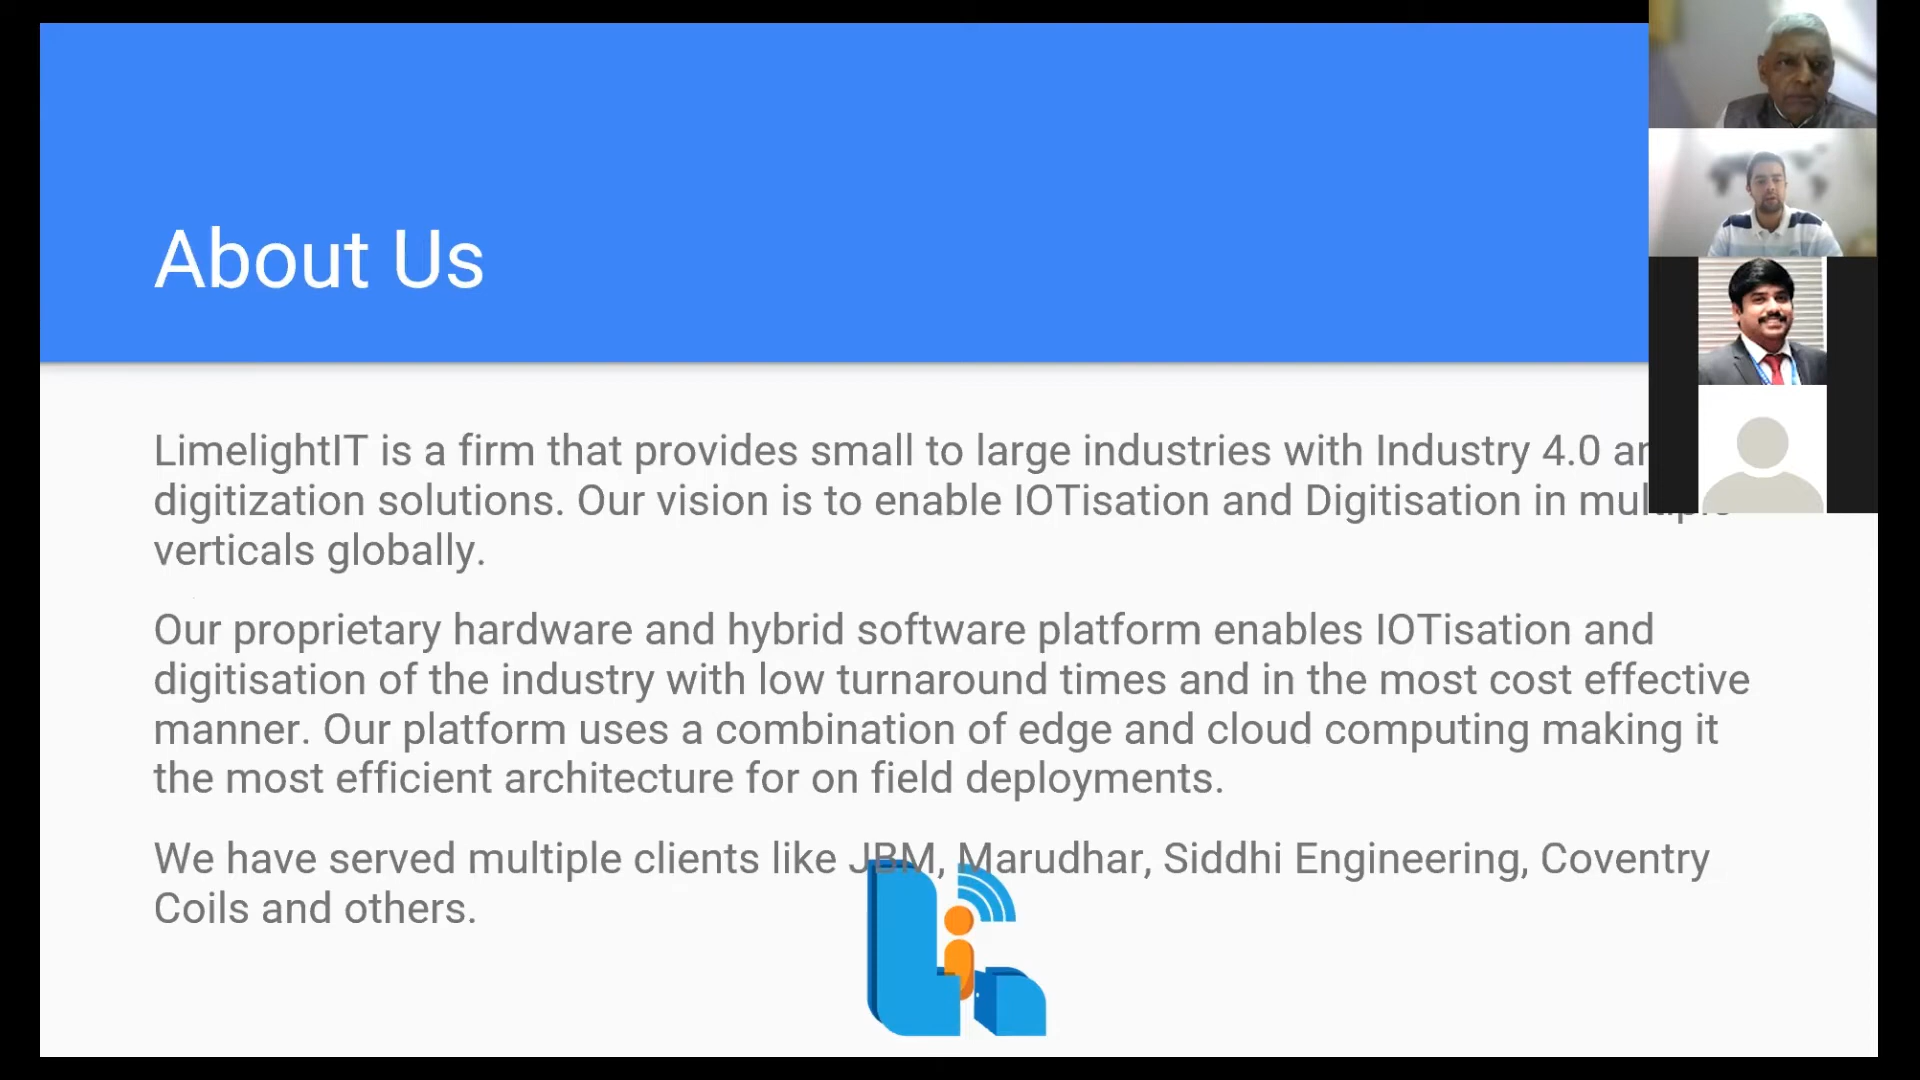 About Us
LimelightIT is a firm that provides small to large industries with Industry 4.0
digitization solutions. Our vision is to enable IOTisation and Digitisation in
verticals globally.
Our proprietary hardware and hybrid software platform enables IOTisation and
digitisation of the industry with low turnaround times and in the most cost effective
manner. Our platform uses a combination of edge and cloud computing making it
the most efficient architecture for on field deployments.
We have served multiple clients like JBM, Marudhar, Siddhi Engineering, Coventry
Coils and others.